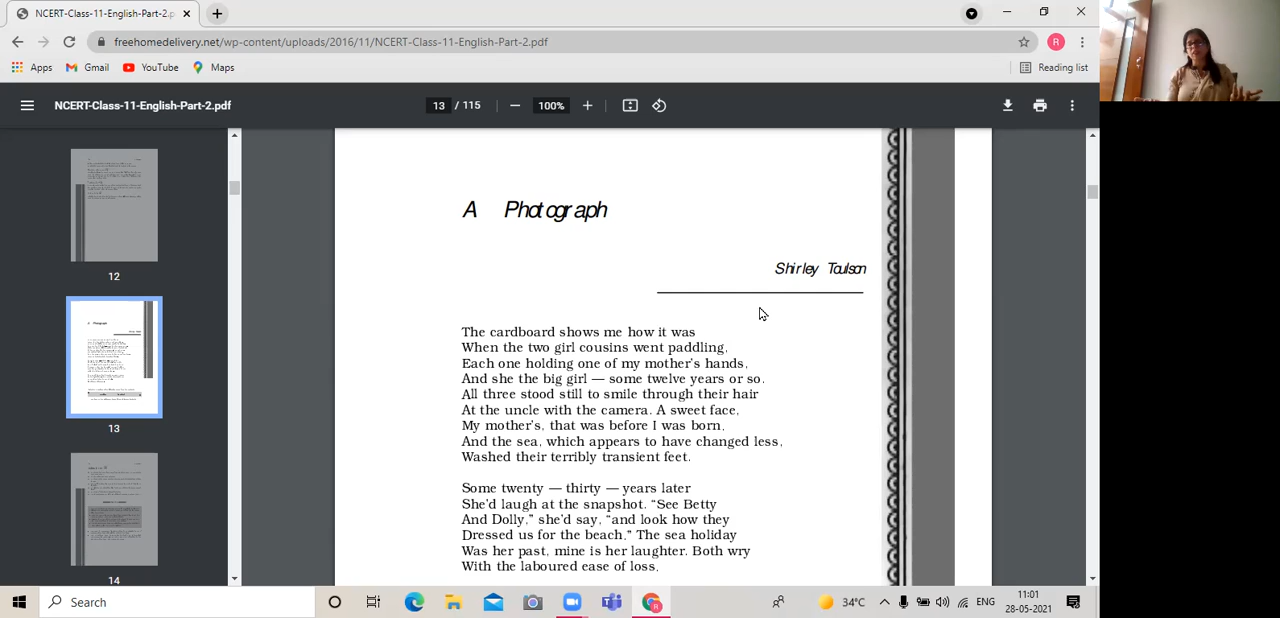 NCERT-Class-11-English-Part-2.p
freehomedelivery.net/wp-content/uploads/2016/11/NCERT-Class-11-English-Part-2.pdf
R
Apps
Gmail
YouTube
Maps
Reading list
NCERT-Class-11-English-Part-2.pdf
13 / 115
100%
12
13
14
A Photograph
Shirley Toulson
The cardboard shows me how it was
When the two girl cousins went paddling,
Each one holding one of my mother's hands,
And she the big girl — some twelve years or so.
All three stood still to smile through their hair
At the uncle with the camera. A sweet face,
My mother's, that was before I was born,
And the sea, which appears to have changed less,
Washed their terribly transient feet.
Some twenty — thirty — years later
She'd laugh at the snapshot. “See Betty
And Dolly,” she'd say, “and look how they
Dressed us for the beach.” The sea holiday
Was her past, mine is her laughter. Both wry
With the laboured ease of loss.
Search
34°C
ENG
11:01
28-05-2021